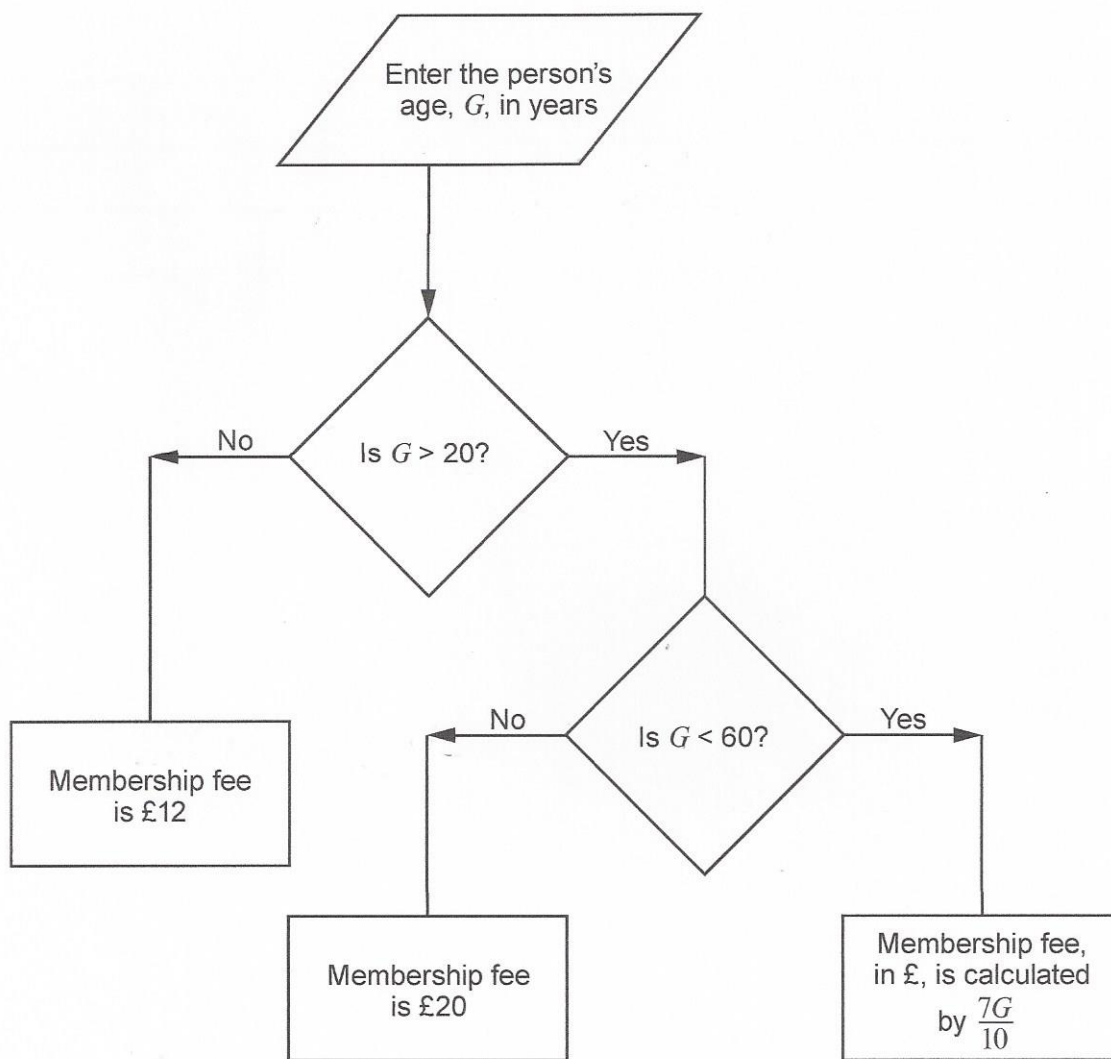 Enter the person's
age, G, in years
Is G > 20?
No
Yes
Is G < 60?
No
Yes
Membership fee
is £12
Membership fee
is £20
Membership fee,
in £, is calculated
by 7G/10